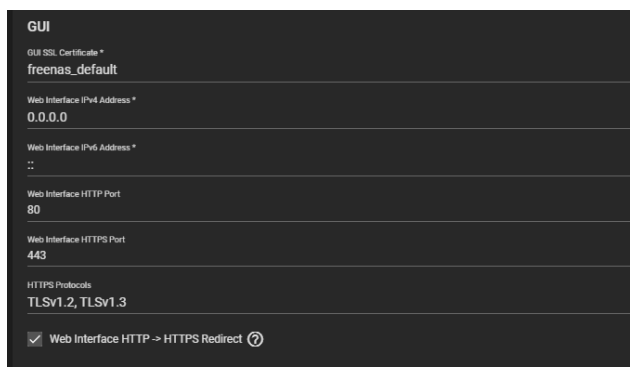 GUI
GUI SSL Certificate *
freenas_default
Web Interface IPv4 Address *
0.0.0.0
Web Interface IPv6 Address *
::
Web Interface HTTP Port
80
Web Interface HTTPS Port
443
HTTPS Protocols
TLSv1.2, TLSv1.3
Web Interface HTTP -> HTTPS Redirect ?